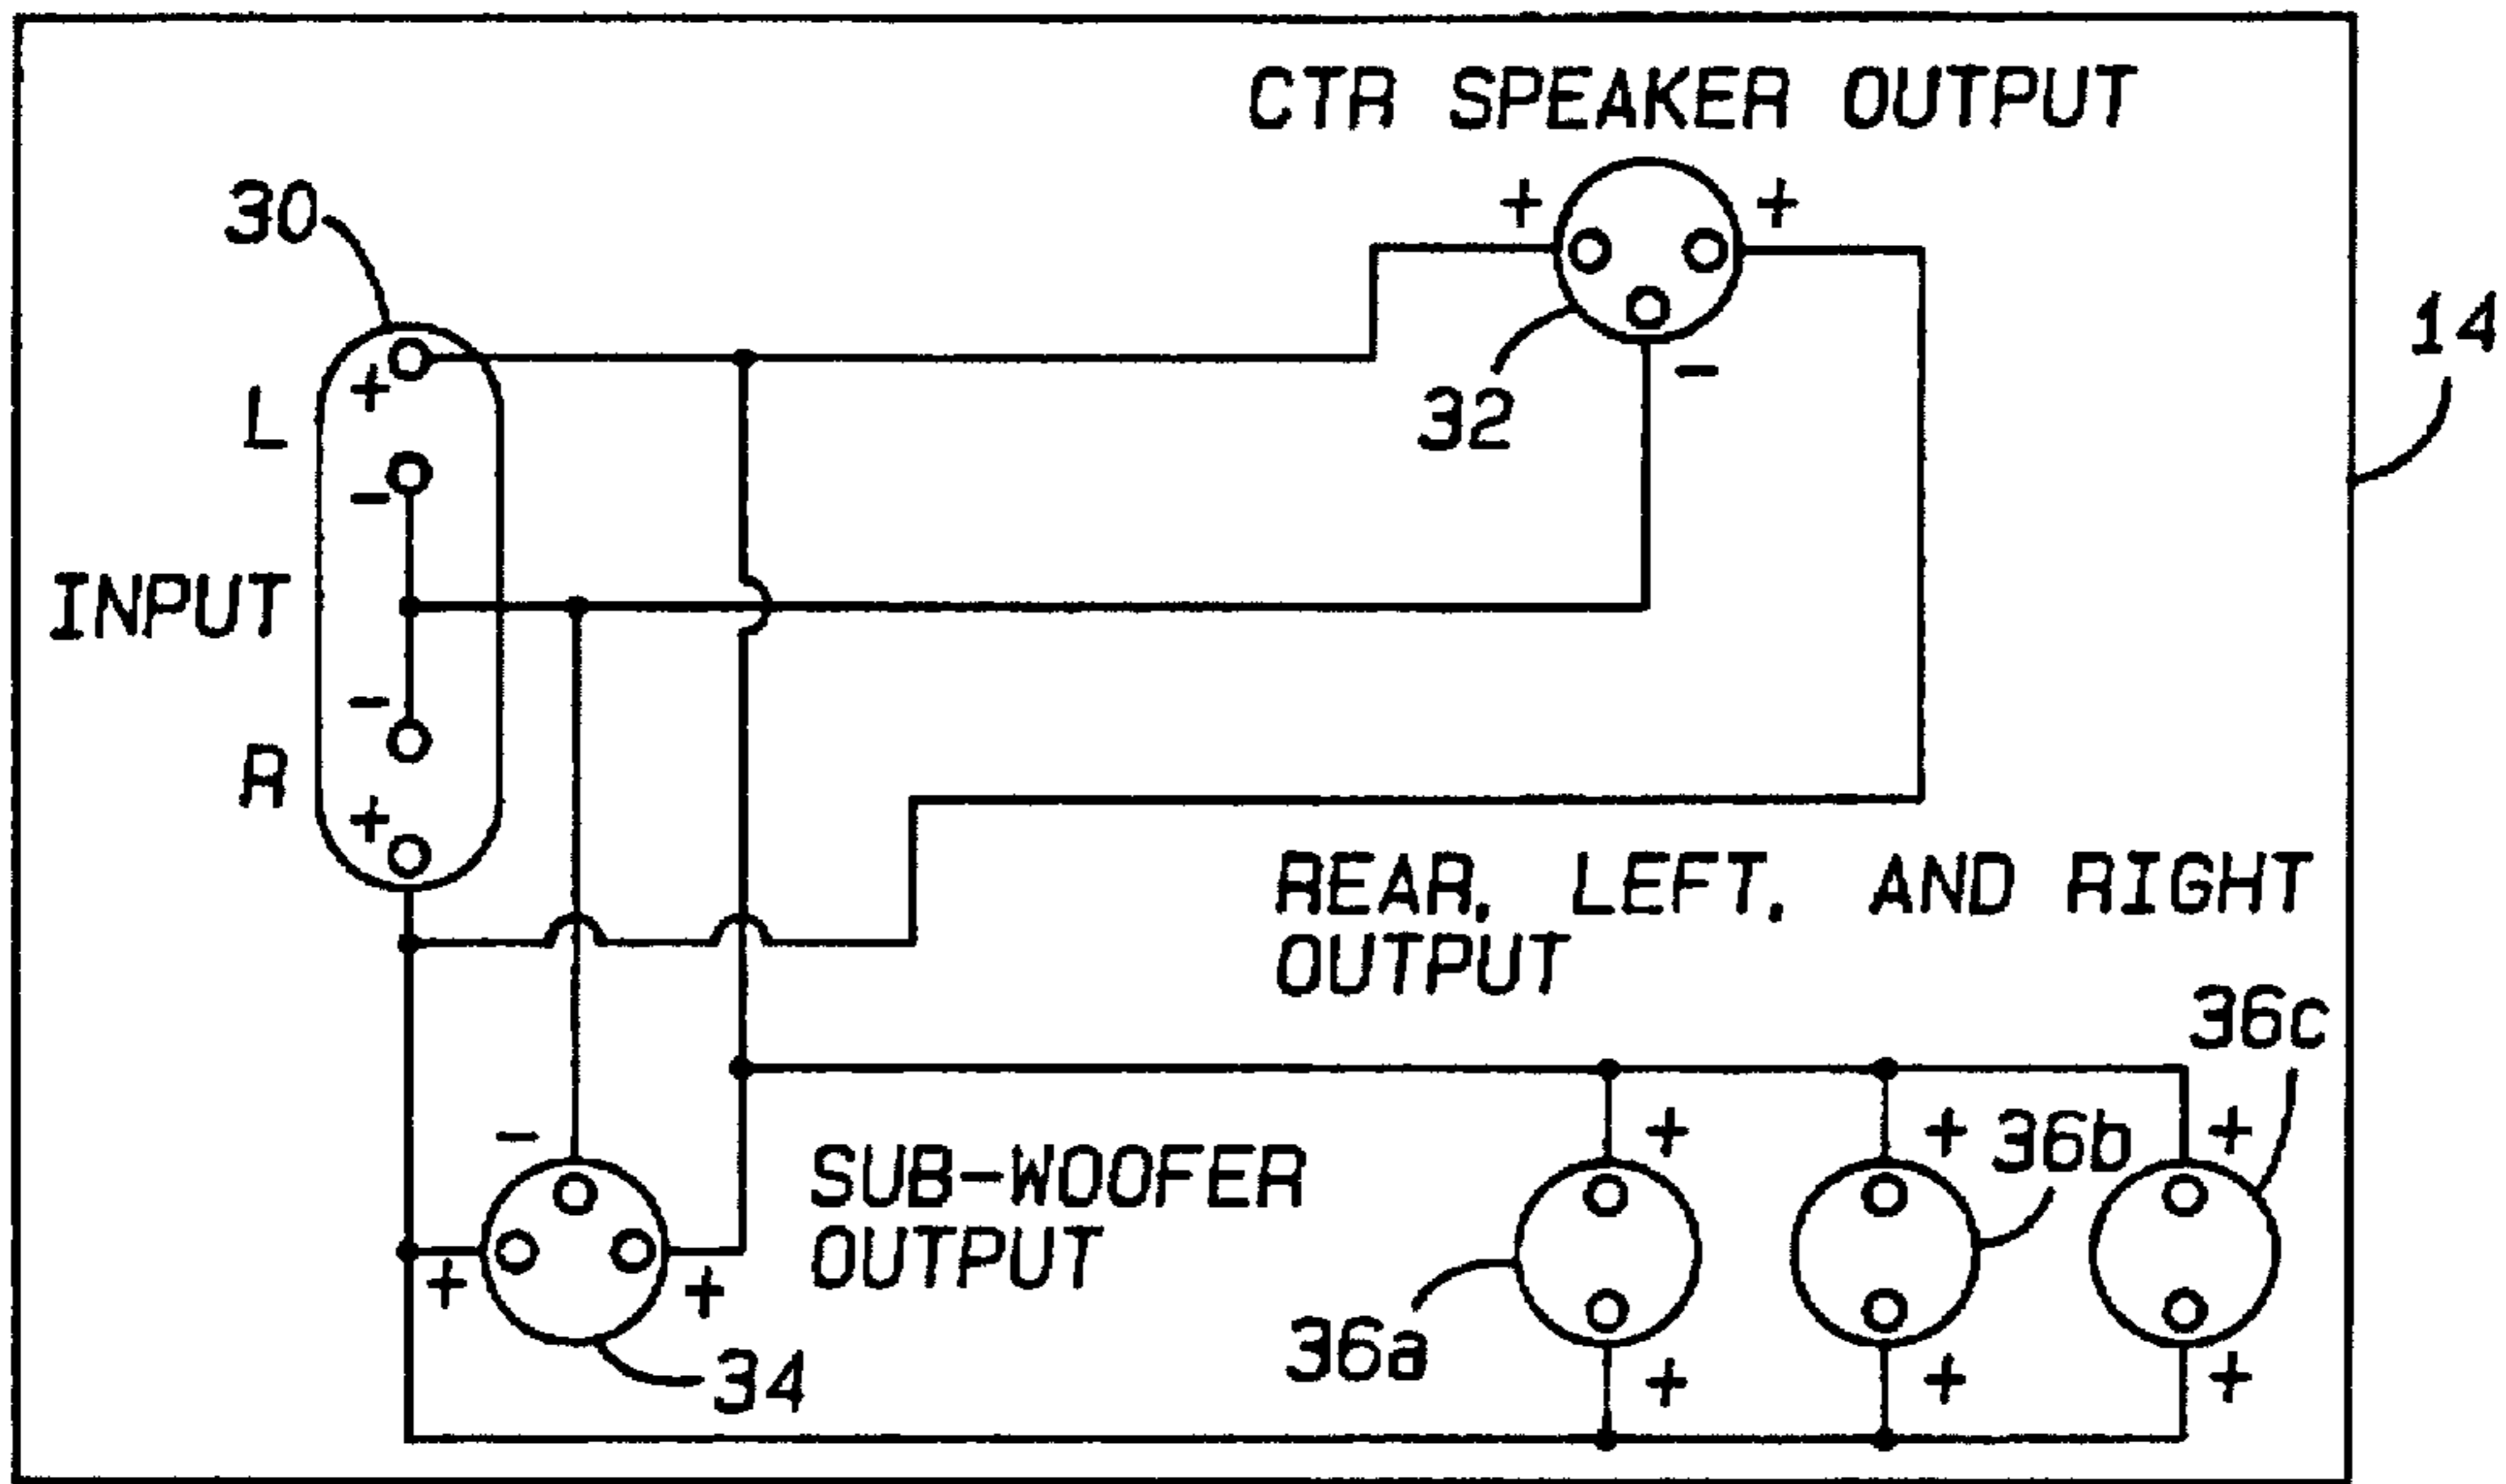 CTR SPEAKER OUTPUT
30
+ +
14
+
L
-
32
-
INPUT
-
R
+
REAR, LEFT, AND RIGHT
OUTPUT
36c
-
SUB-WOOFER
OUTPUT
+ + 36b +
+ +
36a
+ + +
34